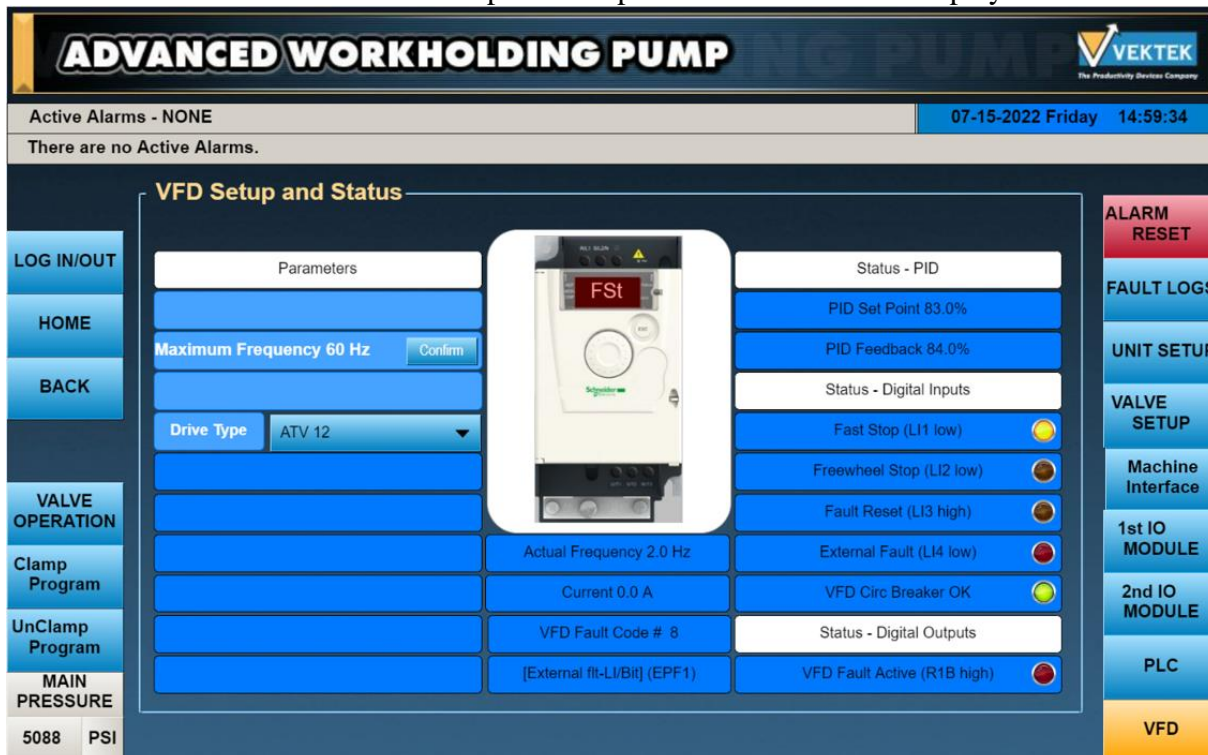 ADVANCED WORKHOLDING PUMP
VEKTEK
The Productivity Devices Company
Active Alarms - NONE
07-15-2022 Friday 14:59:34
There are no Active Alarms.
VFD Setup and Status
LOG IN/OUT
HOME
BACK
VALVE
OPERATION
Clamp
Program
UnClamp
Program
MAIN
PRESSURE
5088 PSI
Parameters
Maximum Frequency 60 Hz
Confirm
Drive Type
ATV 12
FSt
ESC
Schneider
Actual Frequency 2.0 Hz
Current 0.0 A
VFD Fault Code # 8
[External flt-LI/Bit] (EPF1)
Status - PID
PID Set Point 83.0%
PID Feedback 84.0%
Status - Digital Inputs
Fast Stop (LI1 low)
Freewheel Stop (LI2 low)
Fault Reset (LI3 high)
External Fault (LI4 low)
VFD Circ Breaker OK
Status - Digital Outputs
VFD Fault Active (R1B high)
ALARM
RESET
FAULT LOGS
UNIT SETUP
VALVE
SETUP
Machine
Interface
1st IO
MODULE
2nd IO
MODULE
PLC
VFD